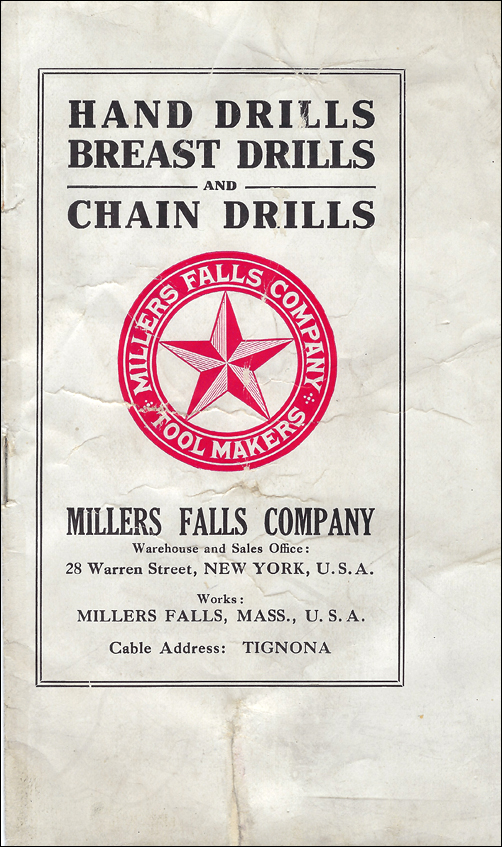 HAND DRILLS
BREAST DRILLS
AND
CHAIN DRILLS
MILLERS FALLS COMPANY
TOOL MAKERS
MILLERS FALLS COMPANY
Warehouse and Sales Office:
28 Warren Street, NEW YORK, U.S.A.
Works:
MILLERS FALLS, MASS., U.S.A.
Cable Address: TIGNONA